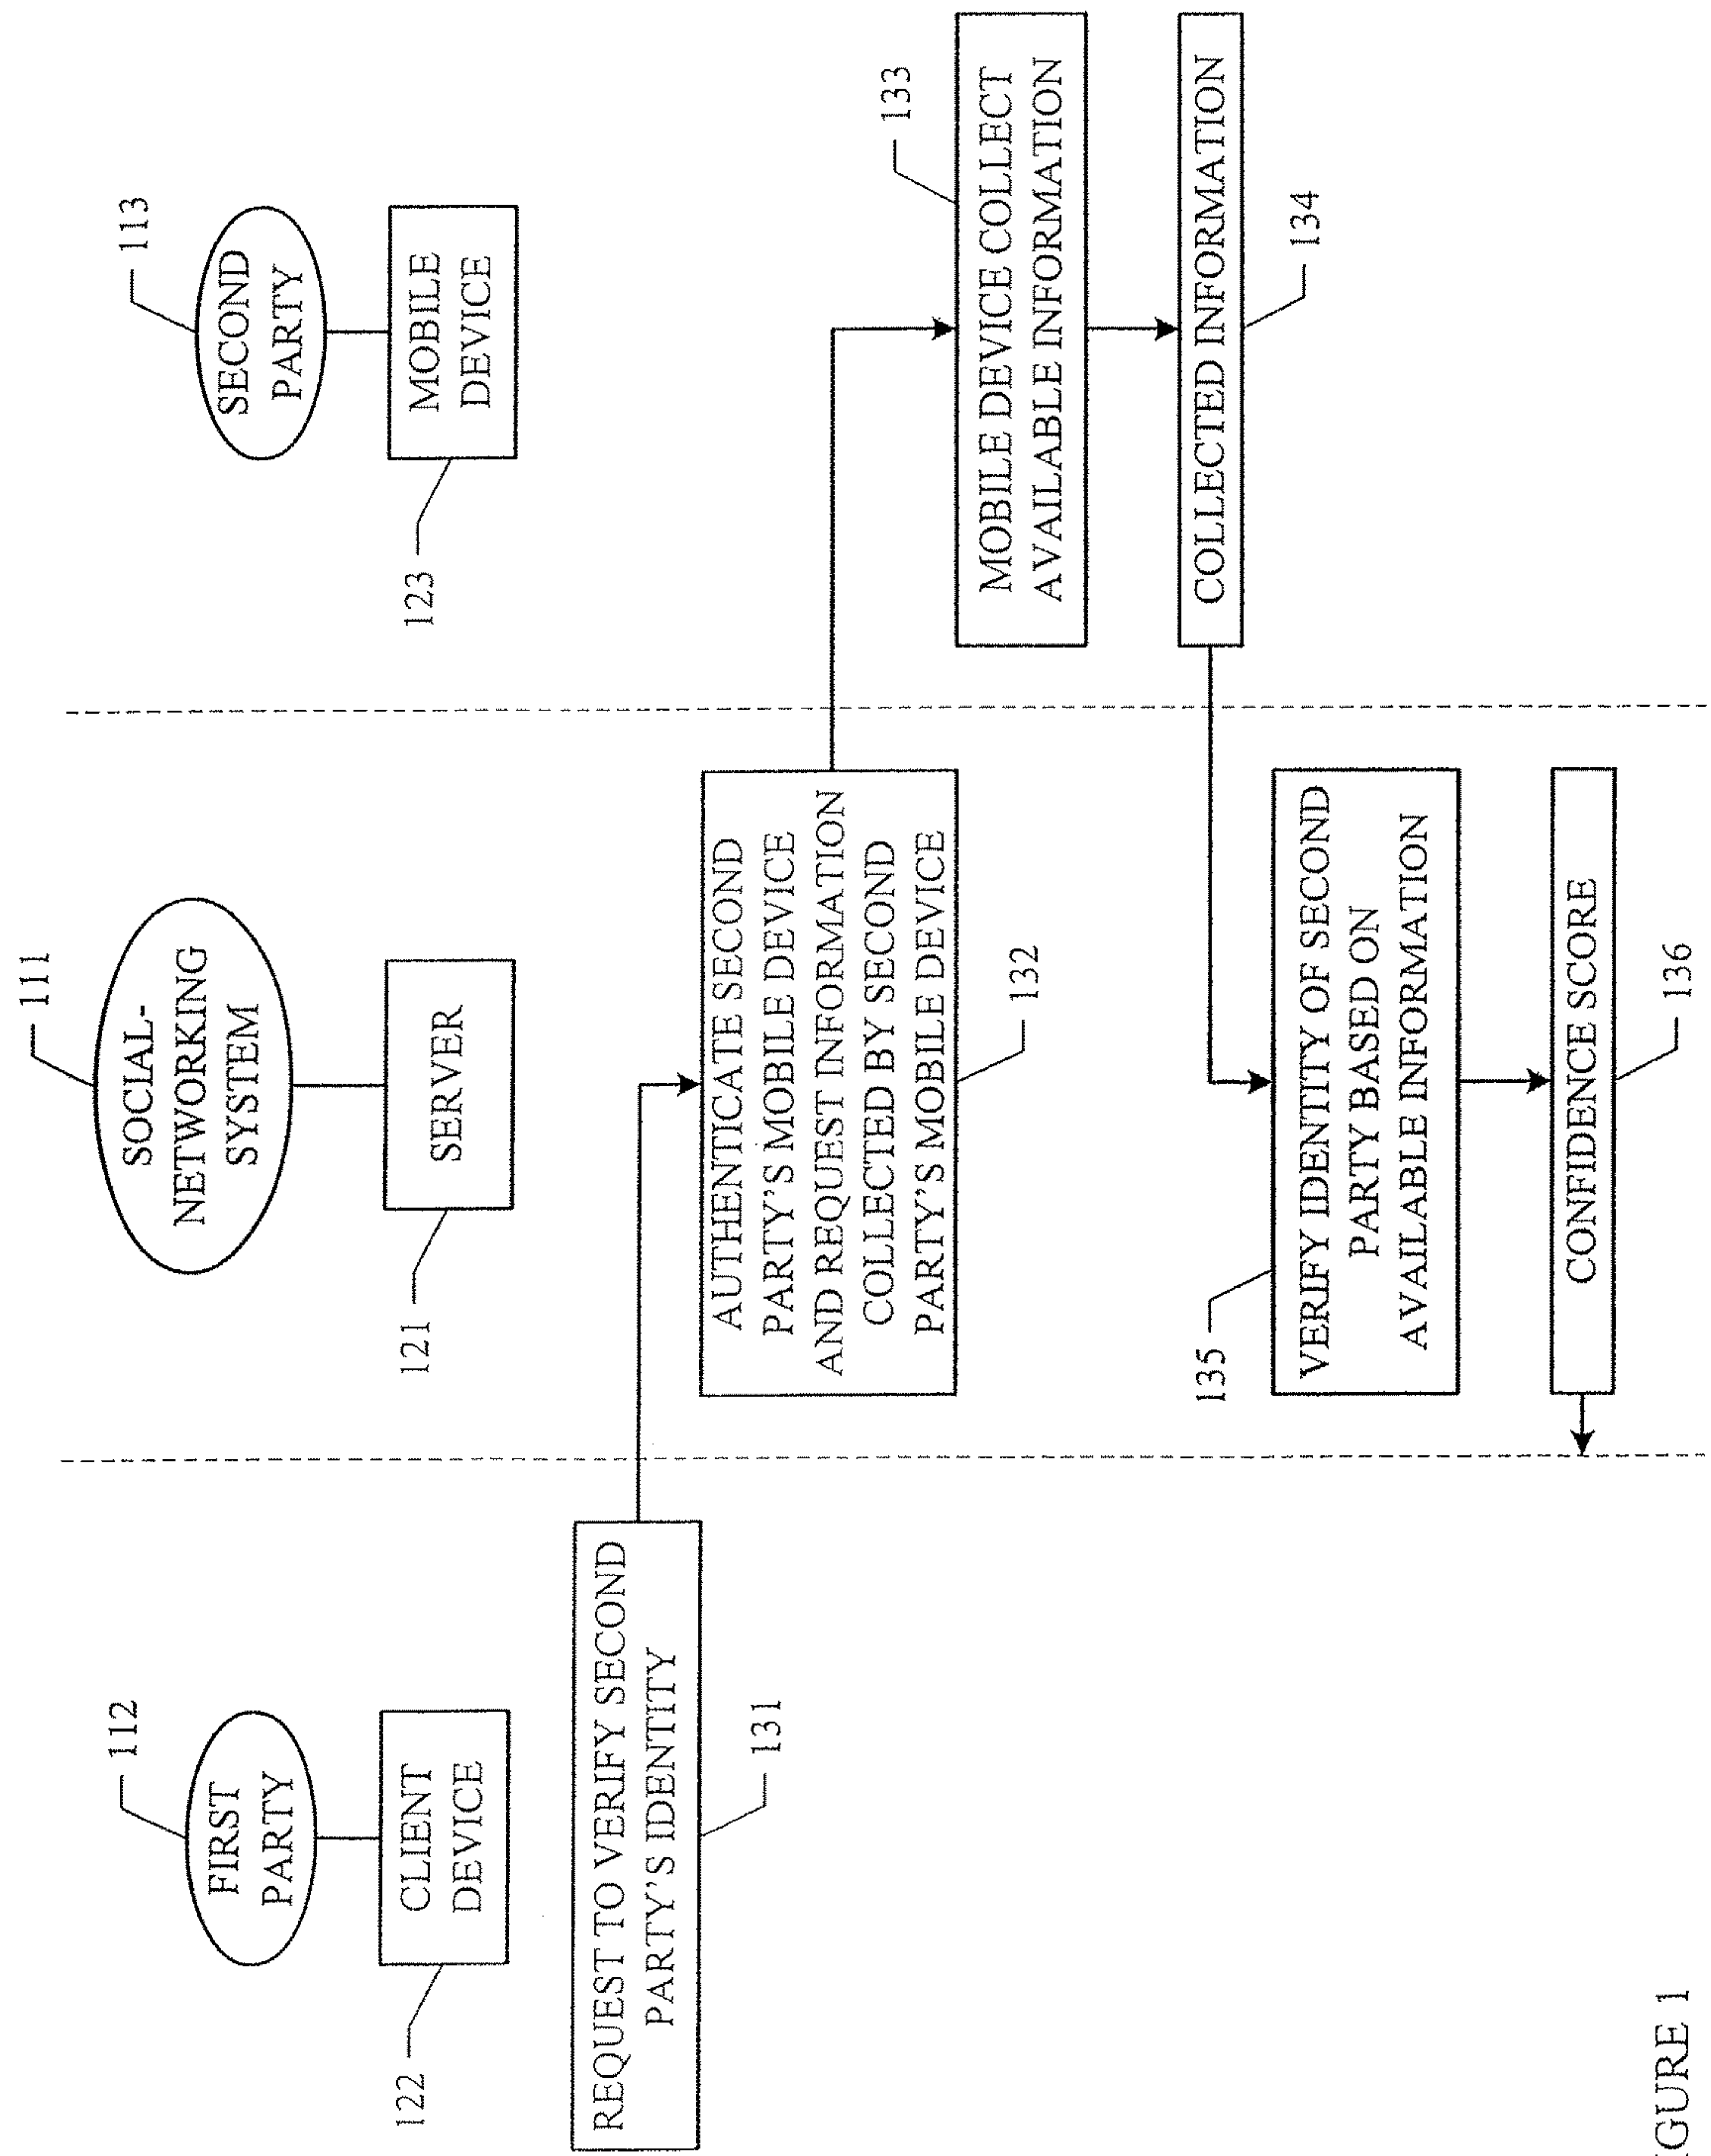 112
FIRST
PARTY
CLIENT
DEVICE
122
111
SOCIAL-
NETWORKING
SYSTEM
SERVER
121
113
SECOND
PARTY
MOBILE
DEVICE
123
REQUEST TO VERIFY SECOND
PARTY'S IDENTITY
131
AUTHENTICATE SECOND
PARTY'S MOBILE DEVICE
AND REQUEST INFORMATION
COLLECTED BY SECOND
PARTY'S MOBILE DEVICE
132
133
MOBILE DEVICE COLLECT
AVAILABLE INFORMATION
COLLECTED INFORMATION
134
135
VERIFY IDENTITY OF SECOND
PARTY BASED ON
AVAILABLE INFORMATION
CONFIDENCE SCORE
136
IGURE 1